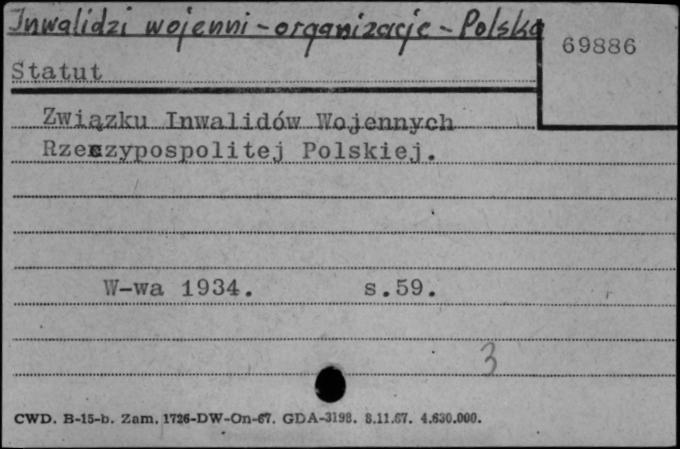 Inwalidzi wojenni - organizacje - Polska
69886
Statut
Związku Inwalidów Wojennych
Rzeczypospolitej Polskiej.
W-wa 1934. s.59.
3
CWD. B-15-b. Zam. 1726-DW-On-67. GDA-3198. 8.11.67. 4.630.000.